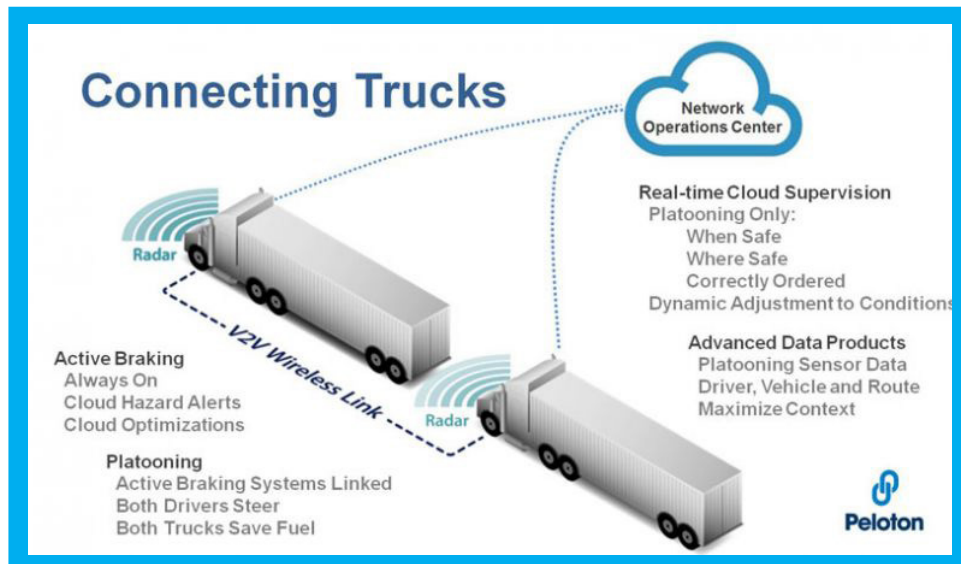 Connecting Trucks
Network
Operations Center
Real-time Cloud Supervision
Platooning Only:
When Safe
Where Safe
Correctly Ordered
Dynamic Adjustment to Conditions
Radar
V2V Wireless Link
Radar
Advanced Data Products
Platooning Sensor Data
Driver, Vehicle and Route
Maximize Context
Active Braking
Always On
Cloud Hazard Alerts
Cloud Optimizations
Platooning
Active Braking Systems Linked
Both Drivers Steer
Both Trucks Save Fuel
Peloton